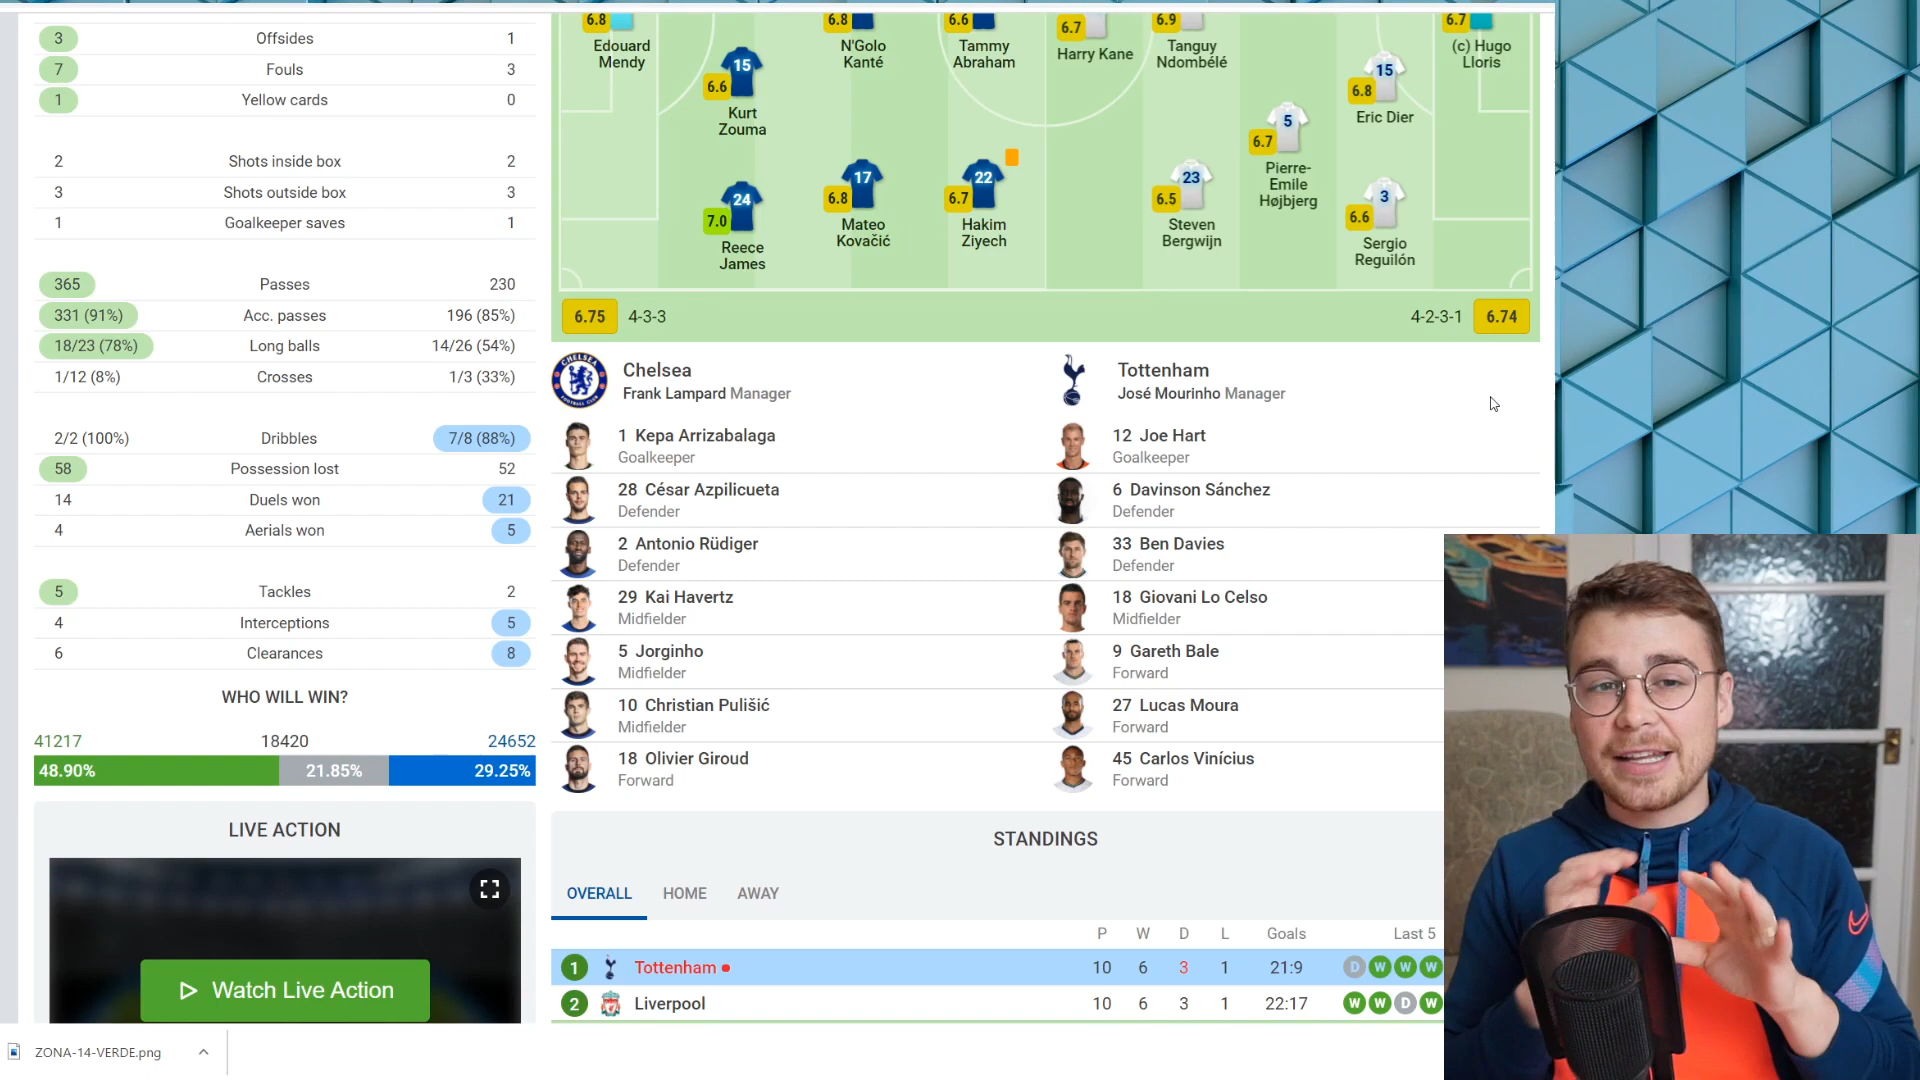 3 Offsides 1
7 Fouls 3
1 Yellow cards 0
2 Shots inside box 2
3 Shots outside box 3
1 Goalkeeper saves 1
365 Passes 230
331 (91%) Acc. passes 196 (85%)
18/23 (78%) Long balls 14/26 (54%)
1/12 (8%) Crosses 1/3 (33%)
2/2 (100%) Dribbles 7/8 (88%)
58 Possession lost 52
14 Duels won 21
4 Aerials won 5
5 Tackles 2
4 Interceptions 5
6 Clearances 8
WHO WILL WIN?
41217 18420 24652
48.90% 21.85% 29.25%
LIVE ACTION
Watch Live Action
6.8
Edouard
Mendy
15
6.6
Kurt
Zouma
24
7.0
Reece
James
6.8
N'Golo
Kanté
17
6.8
Mateo
Kovačić
6.6
Tammy
Abraham
22
6.7
Hakim
Ziyech
6.7
Harry Kane
6.9
Tanguy
Ndombélé
23
6.5
Steven
Bergwijn
5
6.7
Pierre-
Emile
Højbjerg
15
6.8
Eric Dier
3
6.6
Sergio
Reguilón
6.7
(c) Hugo
Lloris
6.75 4-3-3
4-2-3-1 6.74
CHELSEA
FOOTBALL CLUB
Chelsea
Frank Lampard Manager
1 Kepa Arrizabalaga
Goalkeeper
28 César Azpilicueta
Defender
2 Antonio Rüdiger
Defender
29 Kai Havertz
Midfielder
5 Jorginho
Midfielder
10 Christian Pulišić
Midfielder
18 Olivier Giroud
Forward
Tottenham
José Mourinho Manager
12 Joe Hart
Goalkeeper
6 Davinson Sánchez
Defender
33 Ben Davies
Defender
18 Giovani Lo Celso
Midfielder
9 Gareth Bale
Forward
27 Lucas Moura
Forward
45 Carlos Vinícius
Forward
STANDINGS
OVERALL HOME AWAY
P W D L Goals Last 5
1 Tottenham 10 6 3 1 21:9 D W W W
2 Liverpool 10 6 3 1 22:17 W W D W
ZONA-14-VERDE.png